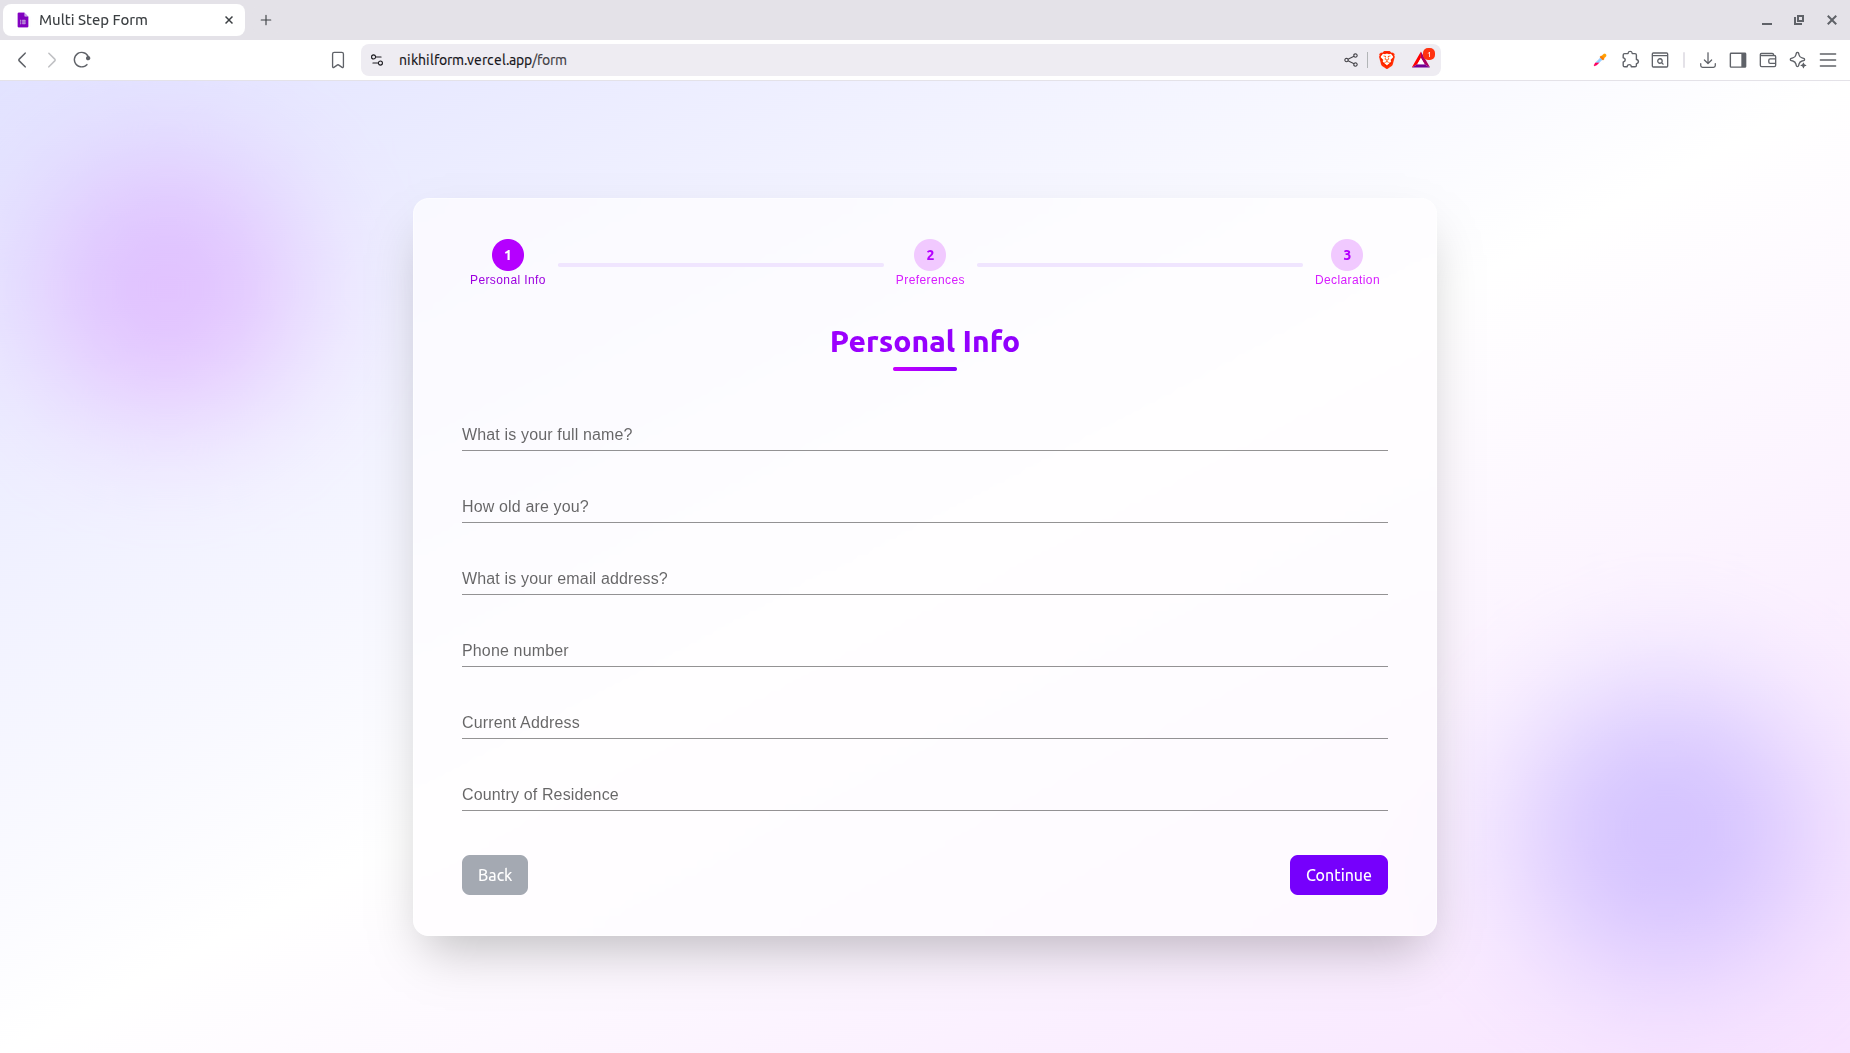 Multi Step Form
nikhilform.vercel.app/form
1
1
2
3
Personal Info
Preferences
Declaration
Personal Info
What is your full name?
How old are you?
What is your email address?
Phone number
Current Address
Country of Residence
Back
Continue